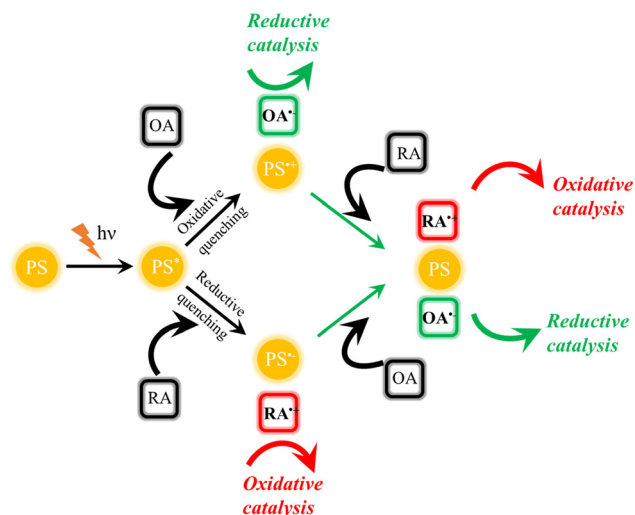 Reductive
catalysis
OA
OA•-
RA
PS•+
Oxidative
quenching
RA•+
Oxidative
catalysis
hν
PS
PS*
PS
Reductive
quenching
OA•-
Reductive
catalysis
PS•-
RA
OA
RA•+
Oxidative
catalysis